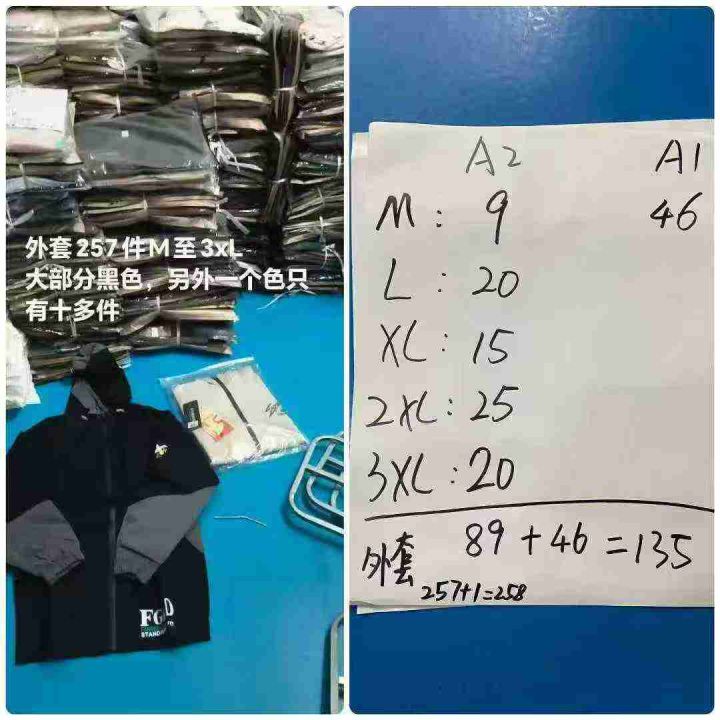 外套257件M至3xL
大部分黑色，另外一个色只
有十多件
FG
STAND
A2 A1
M: 9 46
L: 20
XL: 15
2XL: 25
3XL: 20
外套 89+46=135
257+1=258